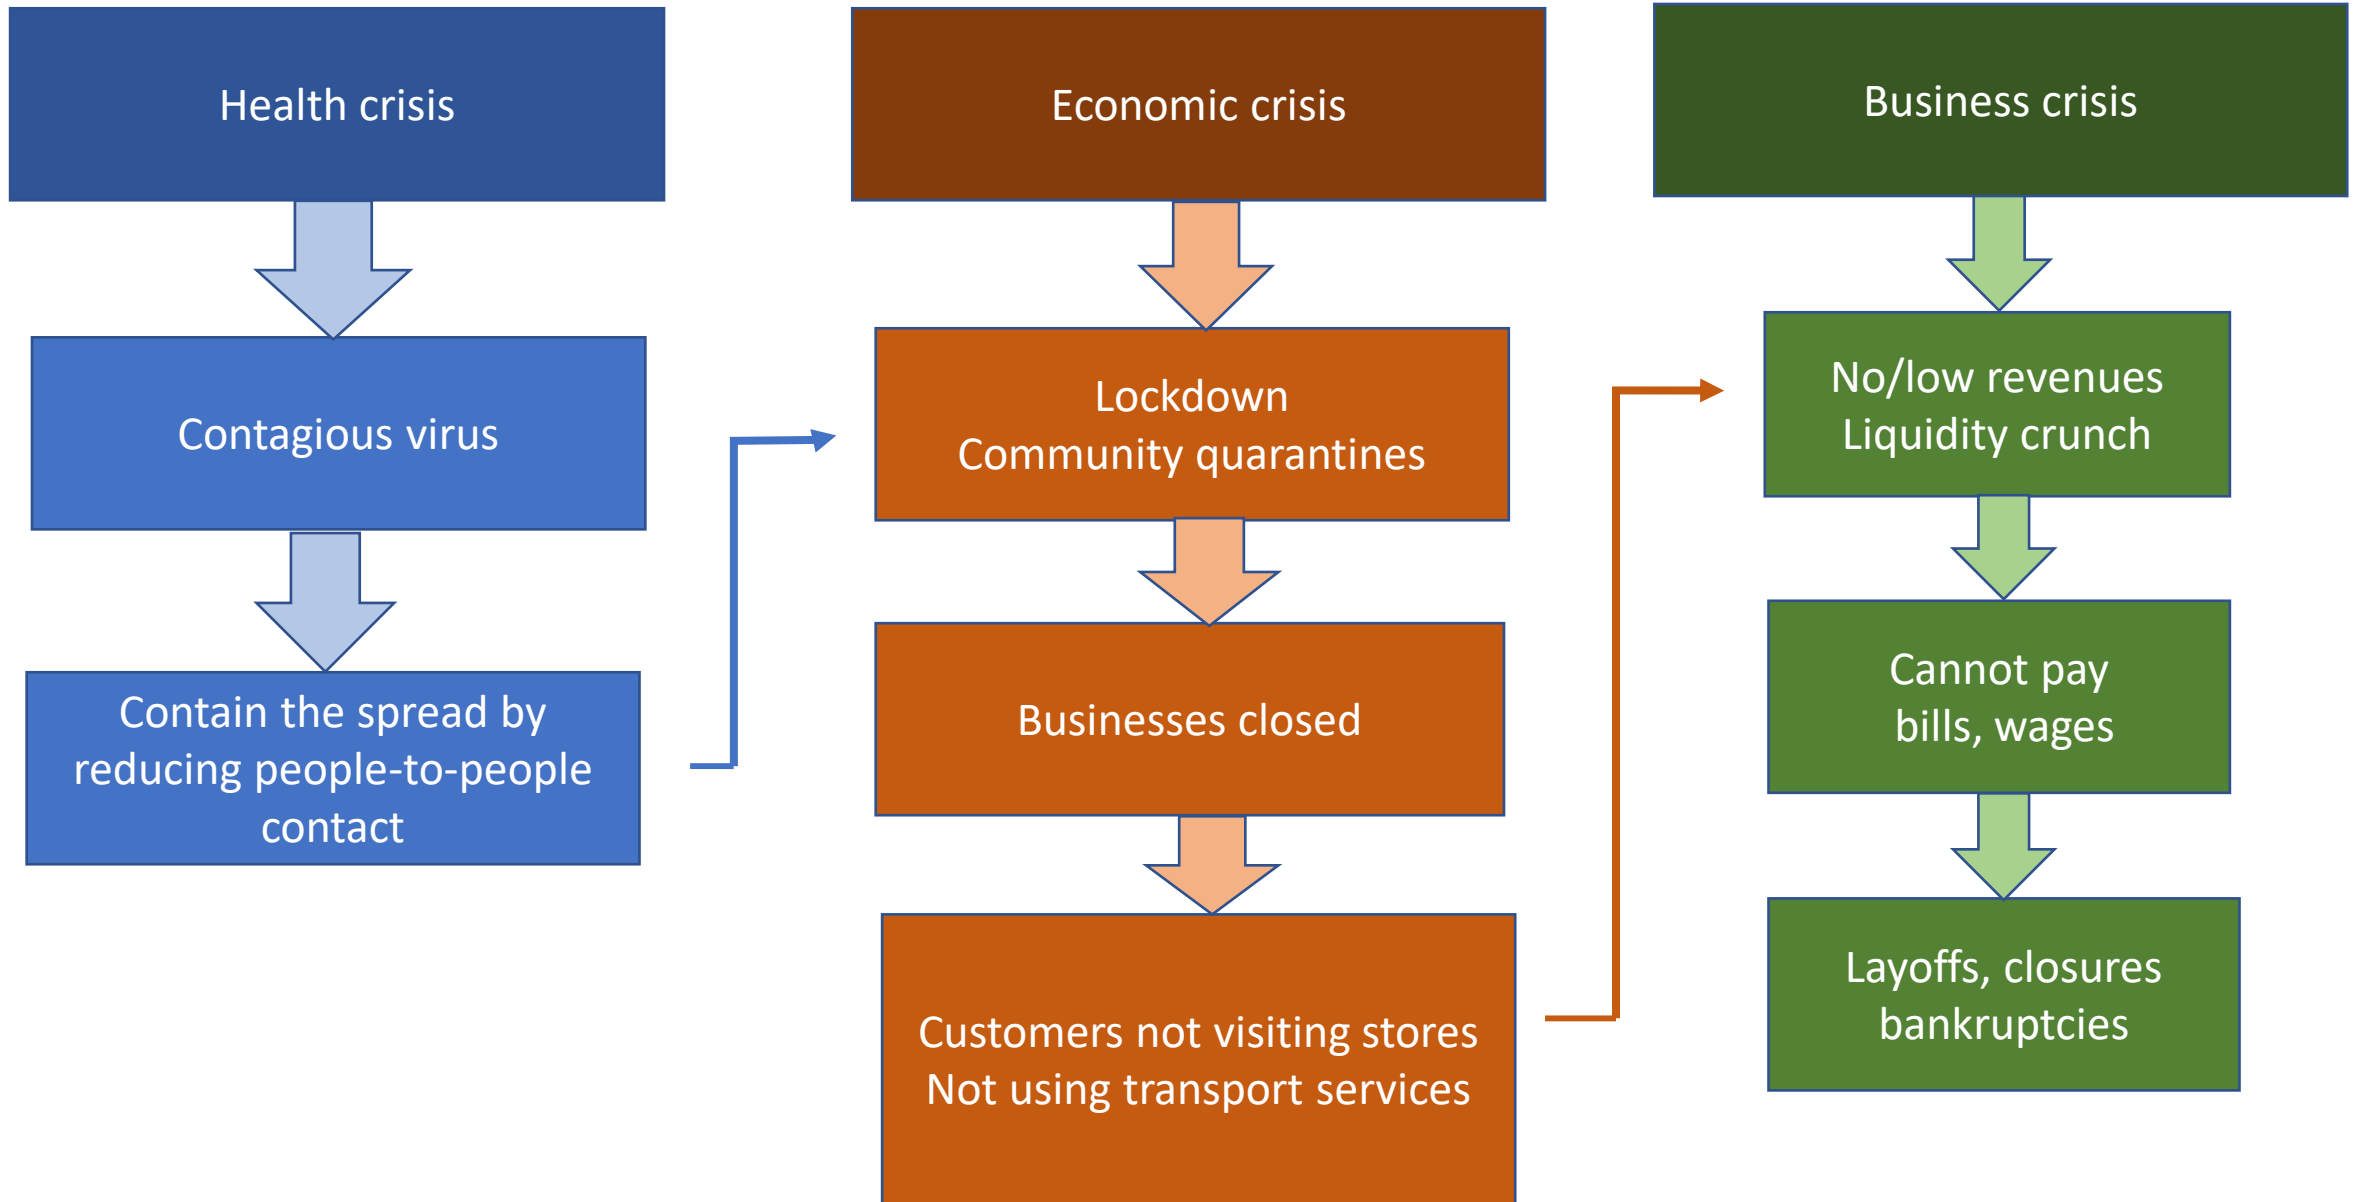 Health crisis
Contagious virus
Contain the spread by
reducing people-to-people
contact
Economic crisis
Lockdown
Community quarantines
Businesses closed
Customers not visiting stores
Not using transport services
Business crisis
No/low revenues
Liquidity crunch
Cannot pay
bills, wages
Layoffs, closures
bankruptcies